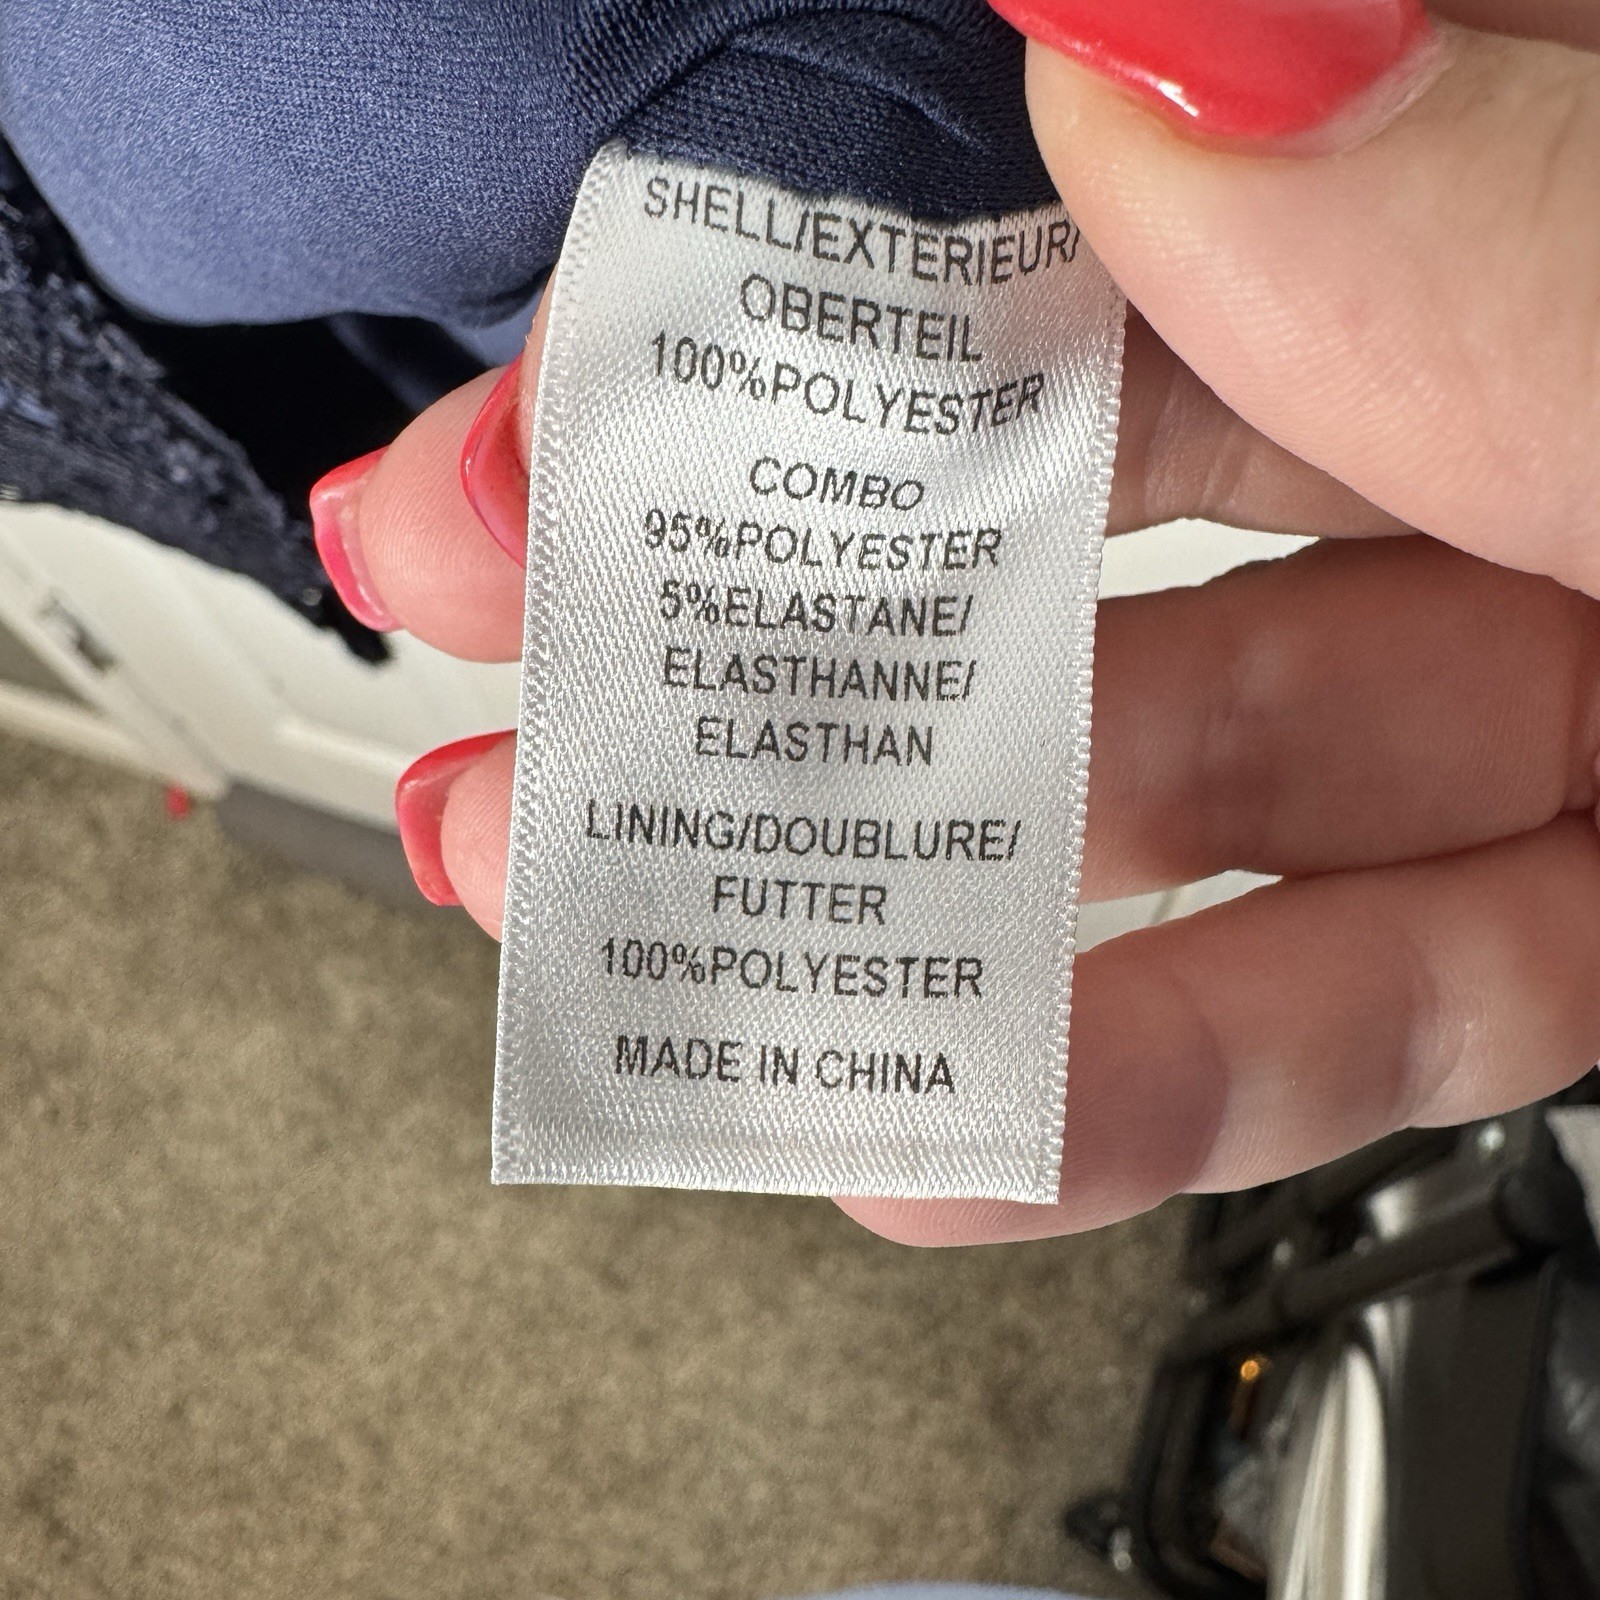 SHELL/EXTERIEUR/
OBERTEIL
100%POLYESTER
COMBO
95%POLYESTER
5%ELASTANE/
ELASTHANNE/
ELASTHAN
LINING/DOUBLURE/
FUTTER
100%POLYESTER
MADE IN CHINA